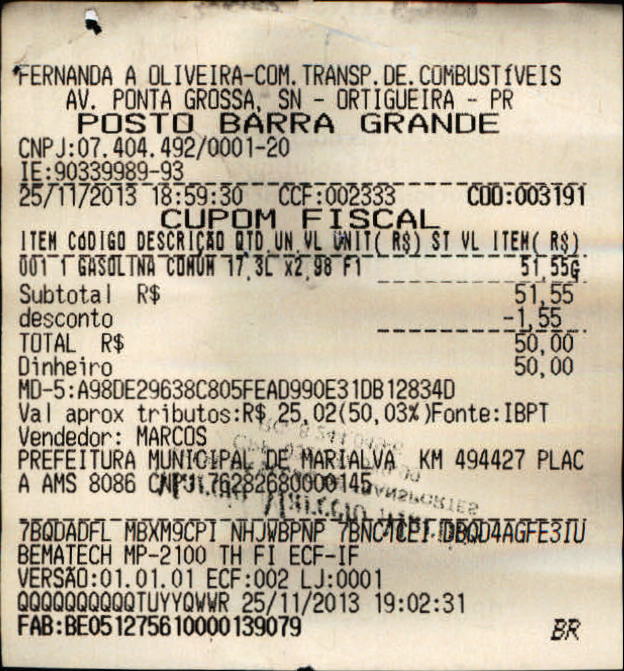 FERNANDA A OLIVEIRA-COM.TRANSP.DE.COMBUSTÍVEIS
AV. PONTA GROSSA, SN - ORTIGUEIRA - PR
POSTO BARRA GRANDE
CNPJ:07.404.492/0001-20
IE:90339989-93
25/11/2013 18:59:30 CCF:002333 COO:003191
CUPOM FISCAL
ITEM CÓDIGO DESCRIÇÃO QTD.UN.VL UNIT( R$) ST VL ITEM( R$)
001 1 GASOLINA COMUM 17,3L x2,98 F1 51,55G
Subtotal R$ 51,55
desconto -1,55
TOTAL R$ 50,00
Dinheiro 50,00
MD-5:A98DE29638C805FEAD990E31DB12834D
Val aprox tributos:R$ 25,02(50,03%)Fonte:IBPT
Vendedor: MARCOS
PREFEITURA MUNICIPAL DE MARIALVA KM 494427 PLAC
A AMS 8086 CNPJ:76282680000145
TRANSPORTES
7BQDADFL MBXM9CPI NHJWBPNP
BEMATECH MP-2100 TH FI ECF-IF
VERSÃO:01.01.01 ECF:002 LJ:0001
QQQQQQQQQQTUYYQWWR 25/11/2013 19:02:31
FAB:BE051275610000139079 BR